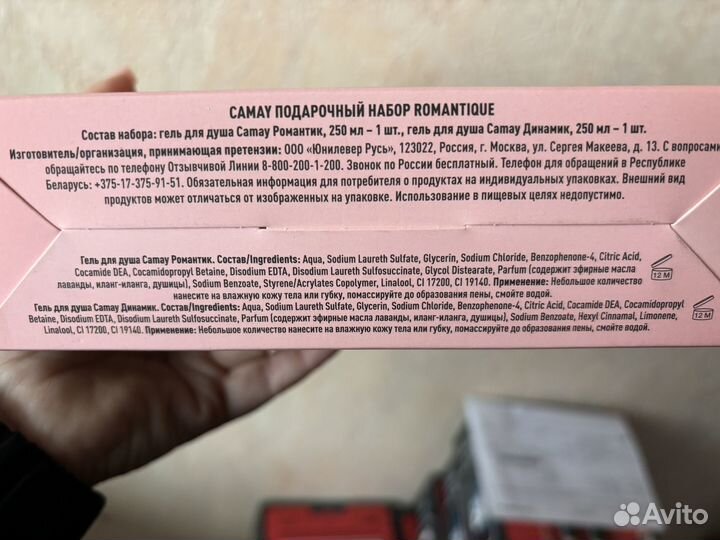 CAMAY ПОДАРОЧНЫЙ НАБОР ROMANTIQUE
Состав набора: гель для душа Camay Романтик, 250 мл – 1 шт., гель для душа Camay Динамик, 250 мл – 1 шт.
Изготовитель/организация, принимающая претензии: ООО «Юнилевер Русь», 123022, Россия, г. Москва, ул. Сергея Макеева, д. 13. С вопросами
обращайтесь по телефону Отзывчивой Линии 8-800-200-1-200. Звонок по России бесплатный. Телефон для обращений в Республике
Беларусь: +375-17-375-91-51. Обязательная информация для потребителя о продуктах на индивидуальных упаковках. Внешний вид
продуктов может отличаться от изображенных на упаковке. Использование в пищевых целях недопустимо.
Гель для душа Camay Романтик. Состав/Ingredients: Aqua, Sodium Laureth Sulfate, Glycerin, Sodium Chloride, Benzophenone-4, Citric Acid,
Cocamide DEA, Cocamidopropyl Betaine, Disodium EDTA, Disodium Laureth Sulfosuccinate, Glycol Distearate, Parfum (содержит эфирные масла
лаванды, иланг-иланга, душицы), Sodium Benzoate, Styrene/Acrylates Copolymer, Linalool, CI 17200, CI 19140. Применение: Небольшое количество
нанесите на влажную кожу тела или губку, помассируйте до образования пены, смойте водой.
12 M
Гель для душа Camay Динамик. Состав/Ingredients: Aqua, Sodium Laureth Sulfate, Glycerin, Sodium Chloride, Benzophenone-4, Citric Acid, Cocamide DEA, Cocamidopropyl
Betaine, Disodium EDTA, Disodium Laureth Sulfosuccinate, Parfum (содержит эфирные масла лаванды, иланг-иланга, душицы), Sodium Benzoate, Hexyl Cinnamal, Limonene,
Linalool, CI 17200, CI 19140. Применение: Небольшое количество нанесите на влажную кожу тела или губку, помассируйте до образования пены, смойте водой.
12 M
Avito